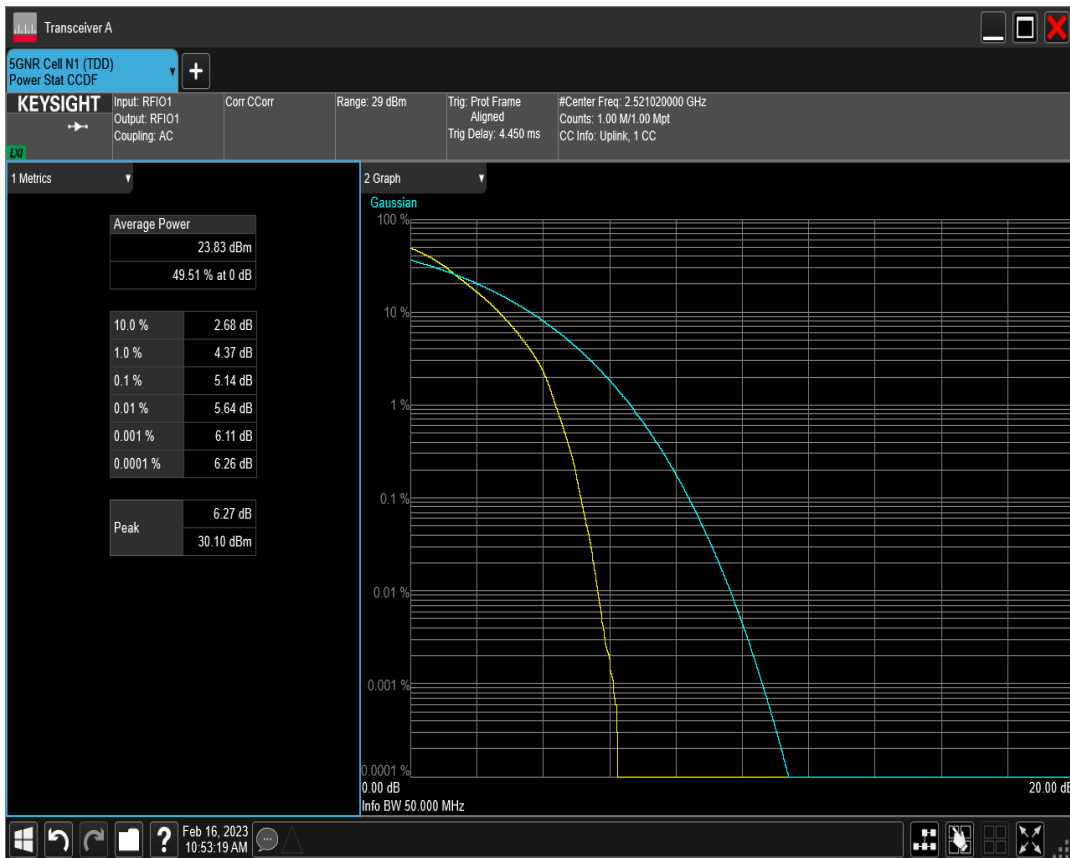 Transceiver A
5GNR Cell N1 (TDD)
Power Stat CCDF
+
KEYSIGHT
LXI
Input: RFIO1
Output: RFIO1
Coupling: AC
Corr CCorr
Range: 29 dBm
Trig: Prot Frame
Aligned
Trig Delay: 4.450 ms
#Center Freq: 2.521020000 GHz
Counts: 1.00 M/1.00 Mpt
CC Info: Uplink, 1 CC
1 Metrics
Average Power
23.83 dBm
49.51 % at 0 dB
10.0 % 2.68 dB
1.0 % 4.37 dB
0.1 % 5.14 dB
0.01 % 5.64 dB
0.001 % 6.11 dB
0.0001 % 6.26 dB
Peak 6.27 dB
30.10 dBm
2 Graph
Gaussian
100 %
10 %
1 %
0.1 %
0.01 %
0.001 %
0.0001 %
0.00 dB 20.00 dB
Info BW 50.000 MHz
?
Feb 16, 2023
10:53:19 AM